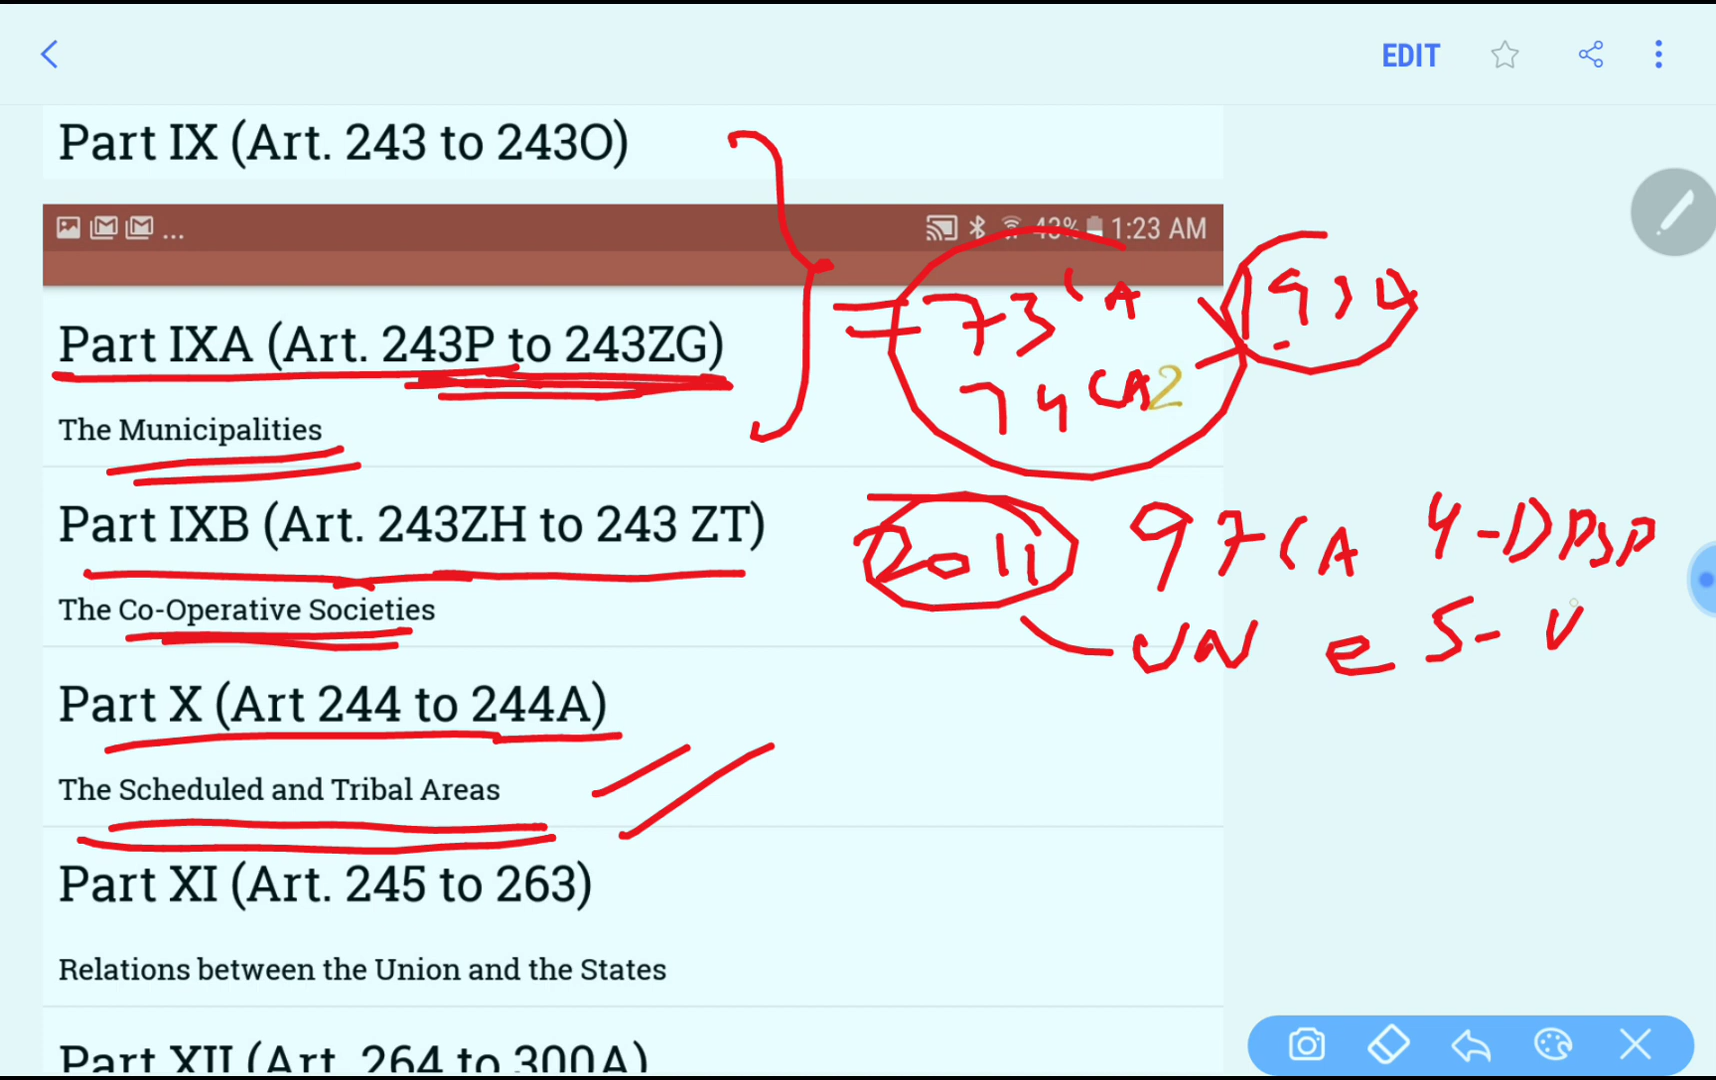 EDIT
Part IX (Art. 243 to 243O)
... 43% 1:23 AM
Part IXA (Art. 243P to 243ZG)
= 73 CA
74 CA 2
The Municipalities
Part IXB (Art. 243ZH to 243 ZT)
2011 97 CA 4-DPSP
The Co-Operative Societies
Part X (Art 244 to 244A)
The Scheduled and Tribal Areas
Part XI (Art. 245 to 263)
Relations between the Union and the States
Part XII (Art. 264 to 300A)